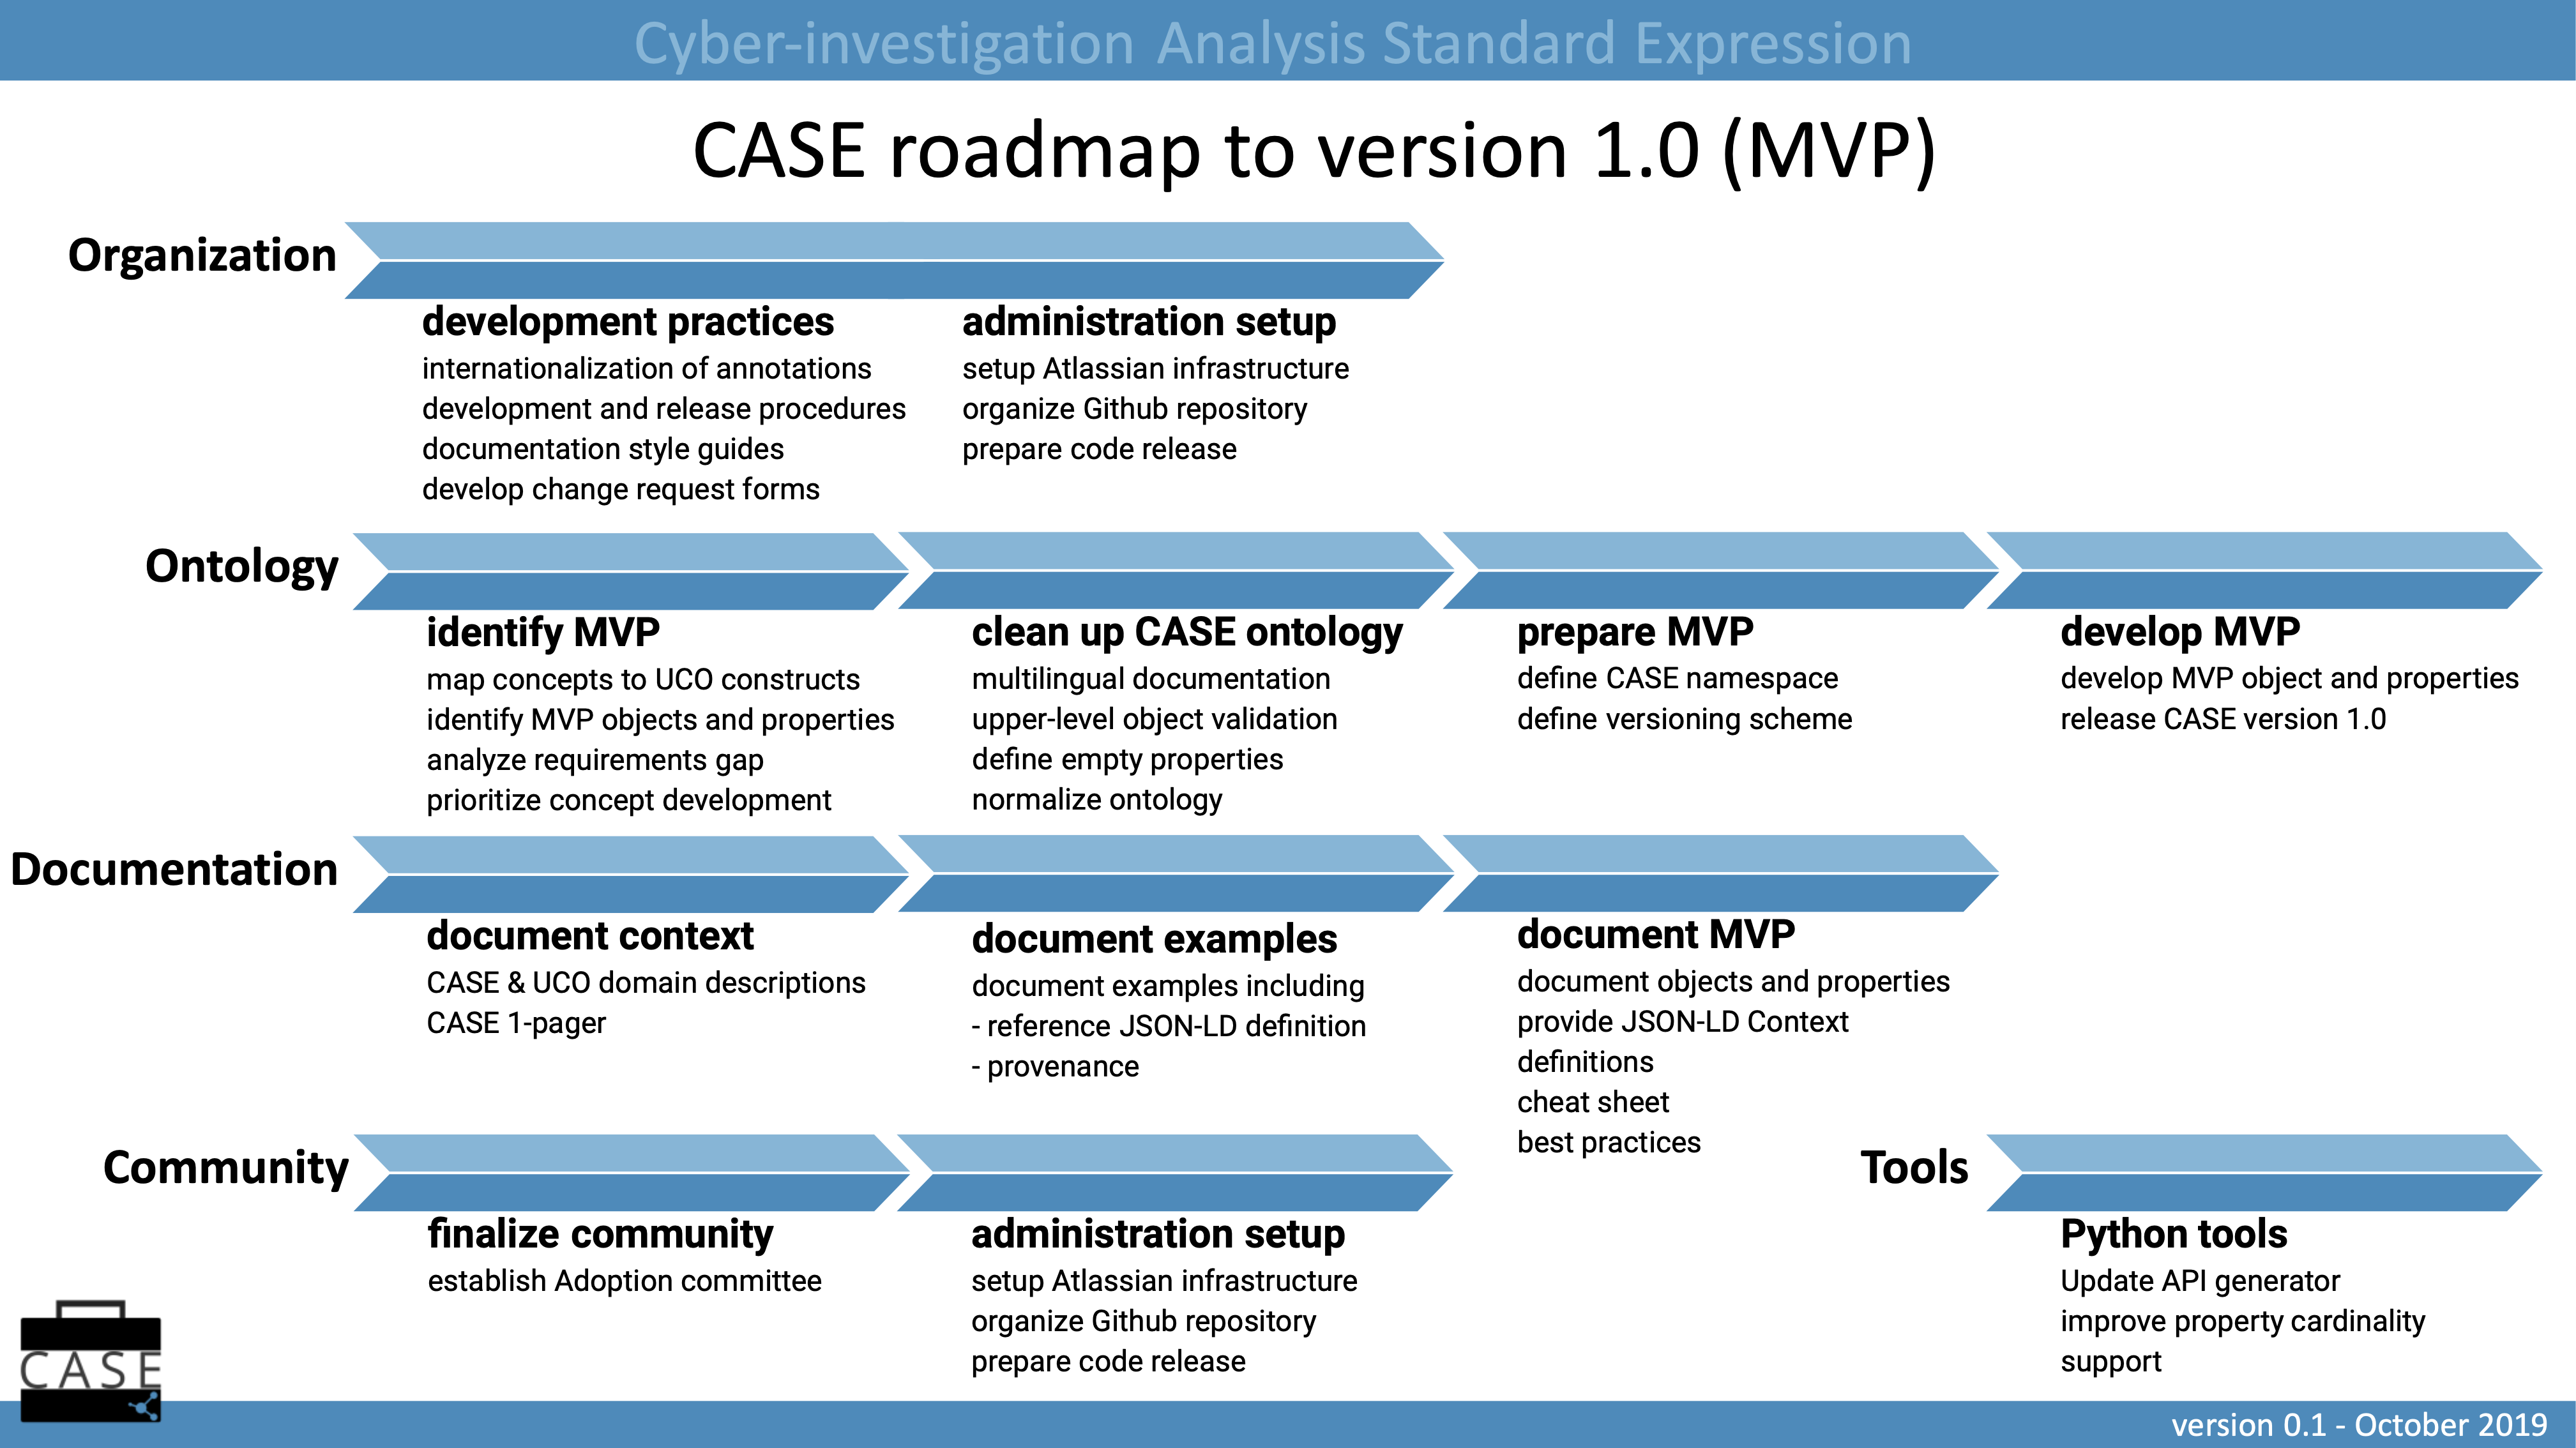 Cyber-investigation Analysis Standard Expression
CASE roadmap to version 1.0 (MVP)
Organization
development practices
internationalization of annotations
development and release procedures
documentation style guides
develop change request forms
administration setup
setup Atlassian infrastructure
organize Github repository
prepare code release
Ontology
identify MVP
map concepts to UCO constructs
identify MVP objects and properties
analyze requirements gap
prioritize concept development
clean up CASE ontology
multilingual documentation
upper-level object validation
define empty properties
normalize ontology
prepare MVP
define CASE namespace
define versioning scheme
develop MVP
develop MVP object and properties
release CASE version 1.0
Documentation
document context
CASE & UCO domain descriptions
CASE 1-pager
document examples
document examples including
- reference JSON-LD definition
- provenance
document MVP
document objects and properties
provide JSON-LD Context
definitions
cheat sheet
best practices
Community
finalize community
establish Adoption committee
administration setup
setup Atlassian infrastructure
organize Github repository
prepare code release
Tools
Python tools
Update API generator
improve property cardinality
support
CASE
version 0.1 - October 2019